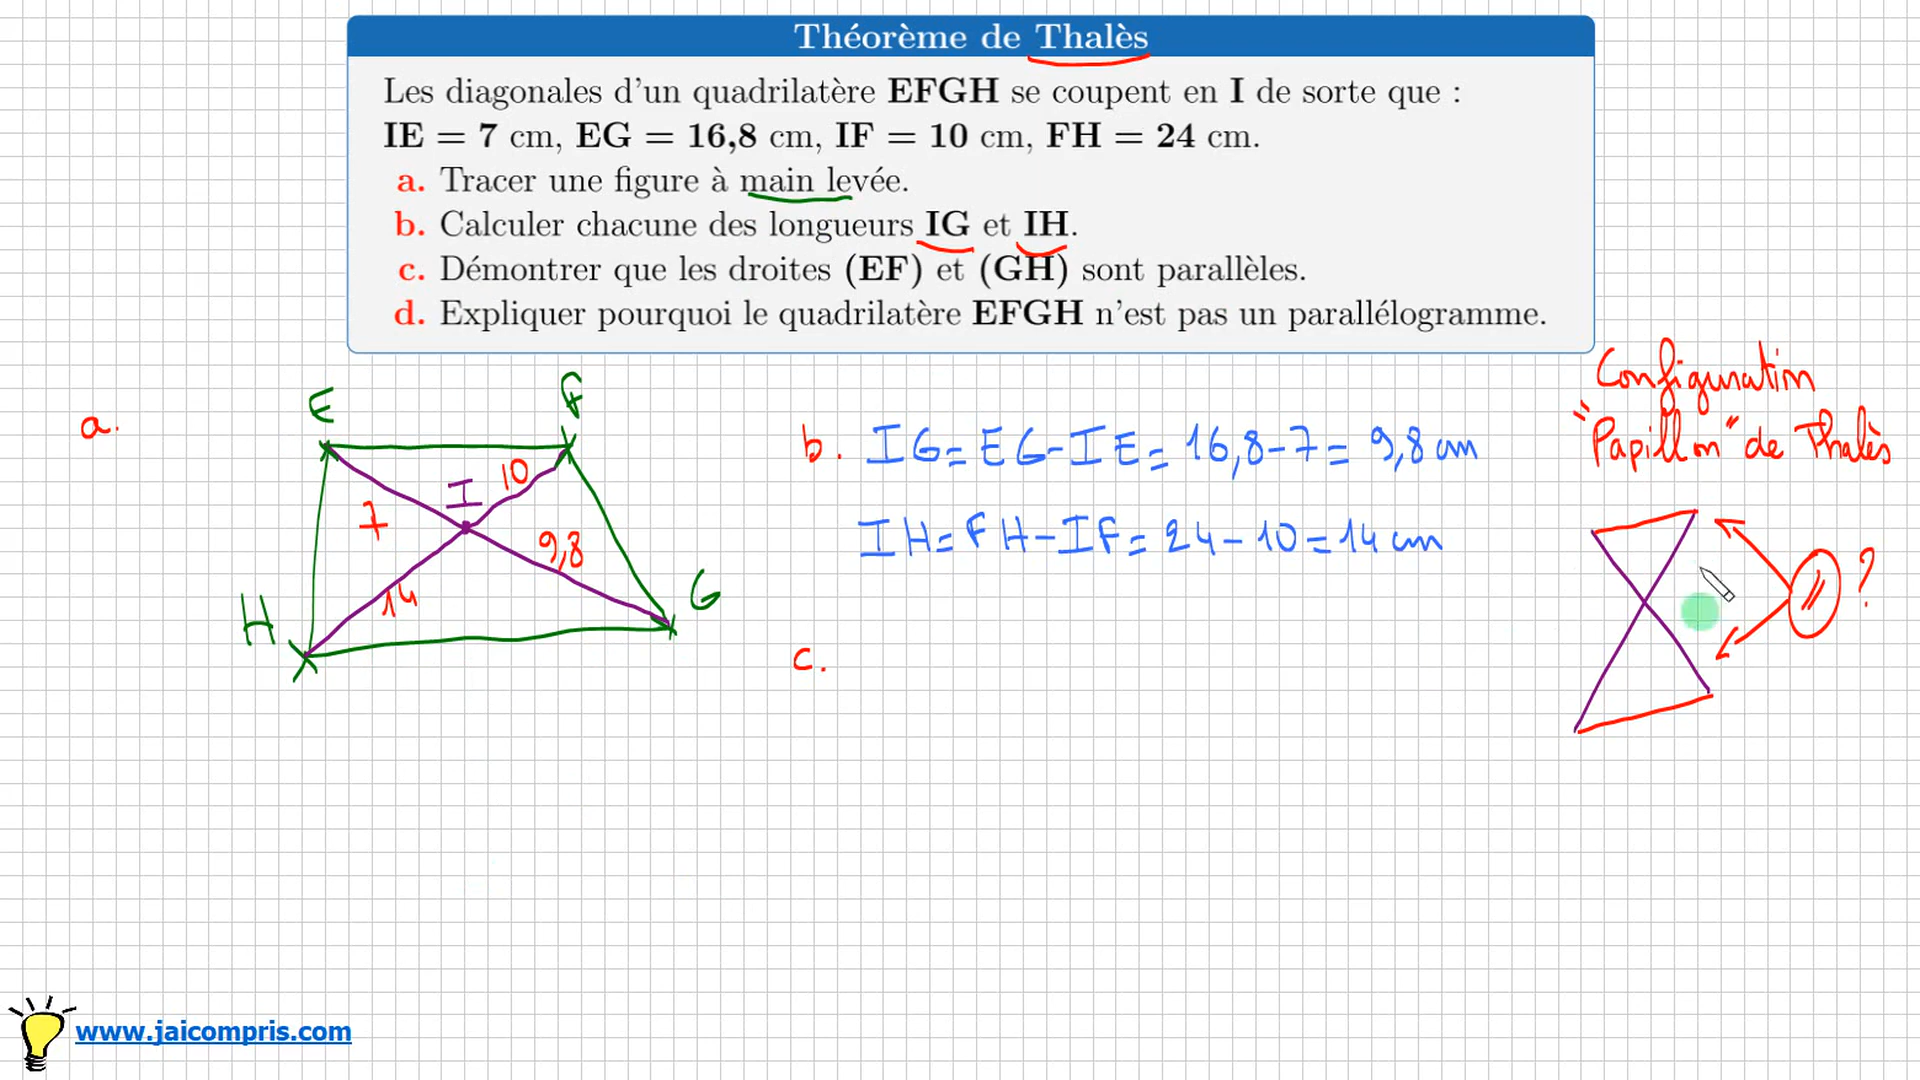 Théorème de Thalès
Les diagonales d'un quadrilatère EFGH se coupent en I de sorte que :
IE = 7 cm, EG = 16,8 cm, IF = 10 cm, FH = 24 cm.
a. Tracer une figure à main levée.
b. Calculer chacune des longueurs IG et IH.
c. Démontrer que les droites (EF) et (GH) sont parallèles.
d. Expliquer pourquoi le quadrilatère EFGH n'est pas un parallélogramme.
Configuration
"Papillon" de Thalès
// ?
a.
E
F
7
I
10
9,8
14
H
G
b. IG = EG - IE = 16,8 - 7 = 9,8 cm
IH = FH - IF = 24 - 10 = 14 cm
c.
www.jaicompris.com